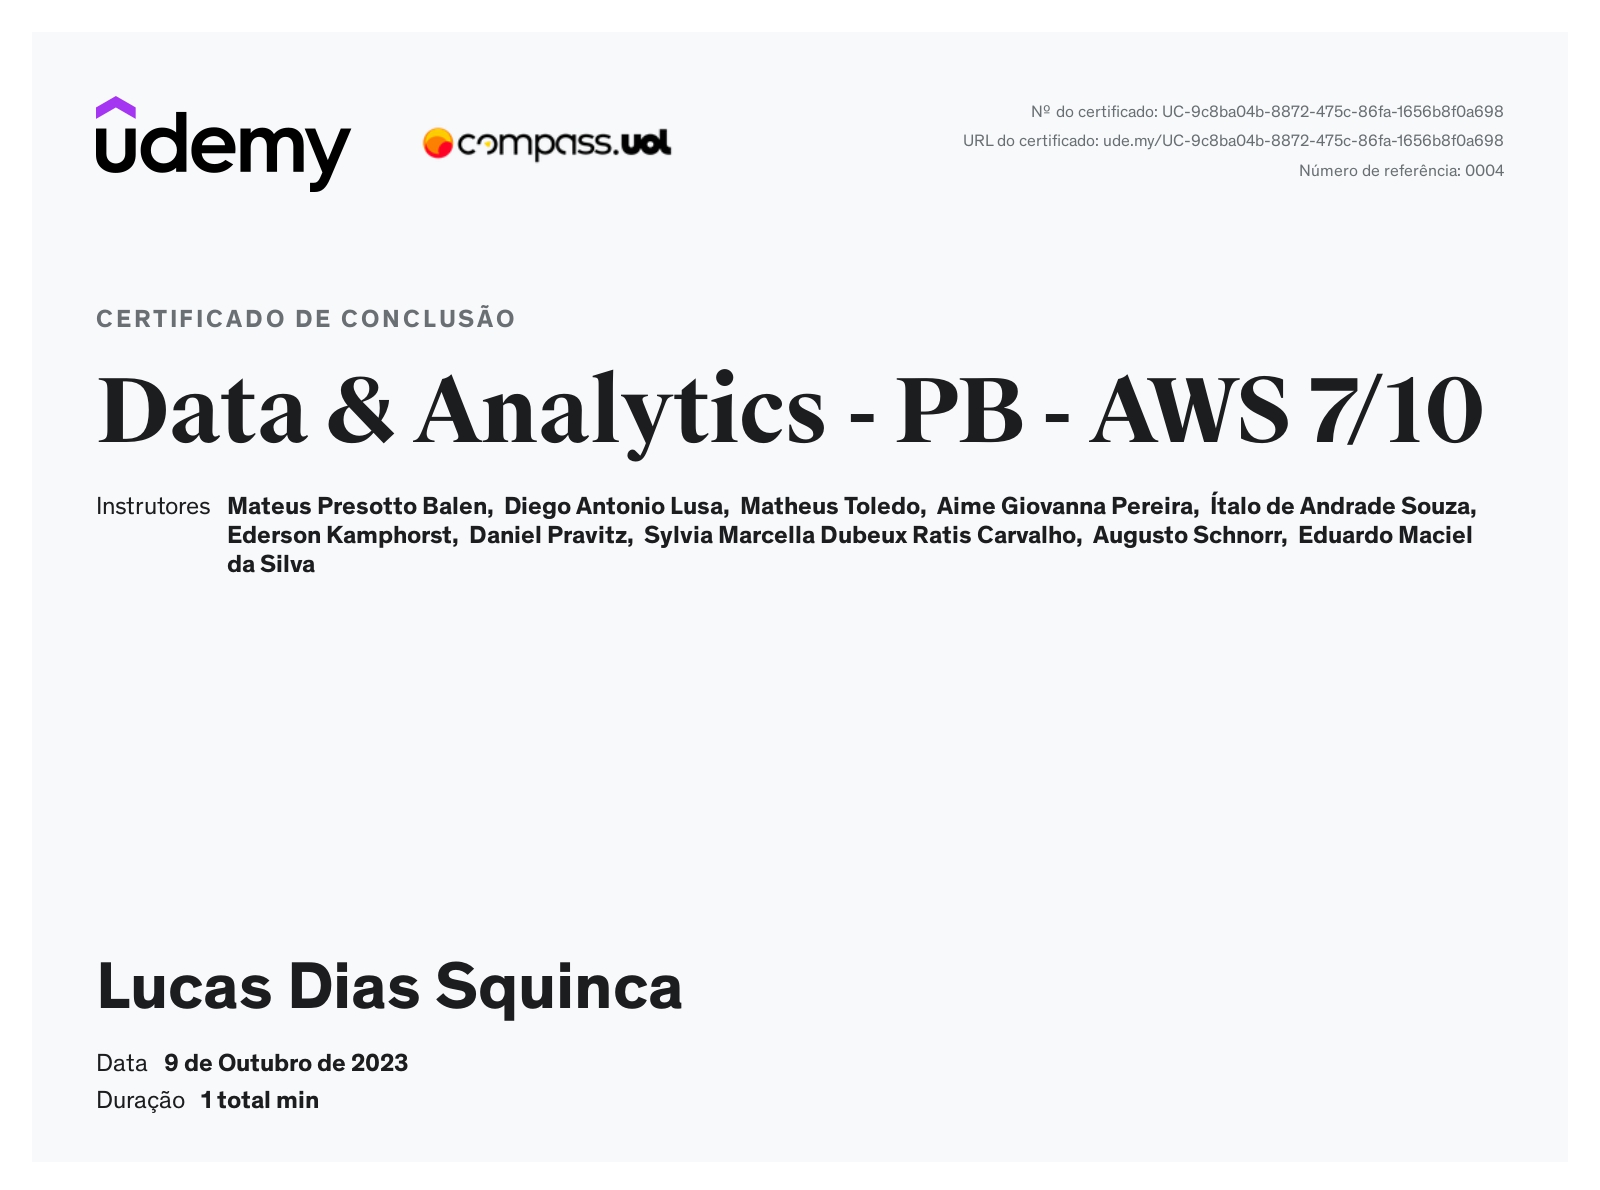 udemy
compass.uol
Nº do certificado: UC-9c8ba04b-8872-475c-86fa-1656b8f0a698
URL do certificado: ude.my/UC-9c8ba04b-8872-475c-86fa-1656b8f0a698
Número de referência: 0004
CERTIFICADO DE CONCLUSÃO
Data & Analytics - PB - AWS 7/10
Instrutores Mateus Presotto Balen, Diego Antonio Lusa, Matheus Toledo, Aime Giovanna Pereira, Ítalo de Andrade Souza,
Ederson Kamphorst, Daniel Pravitz, Sylvia Marcella Dubeux Ratis Carvalho, Augusto Schnorr, Eduardo Maciel
da Silva
Lucas Dias Squinca
Data 9 de Outubro de 2023
Duração 1 total min